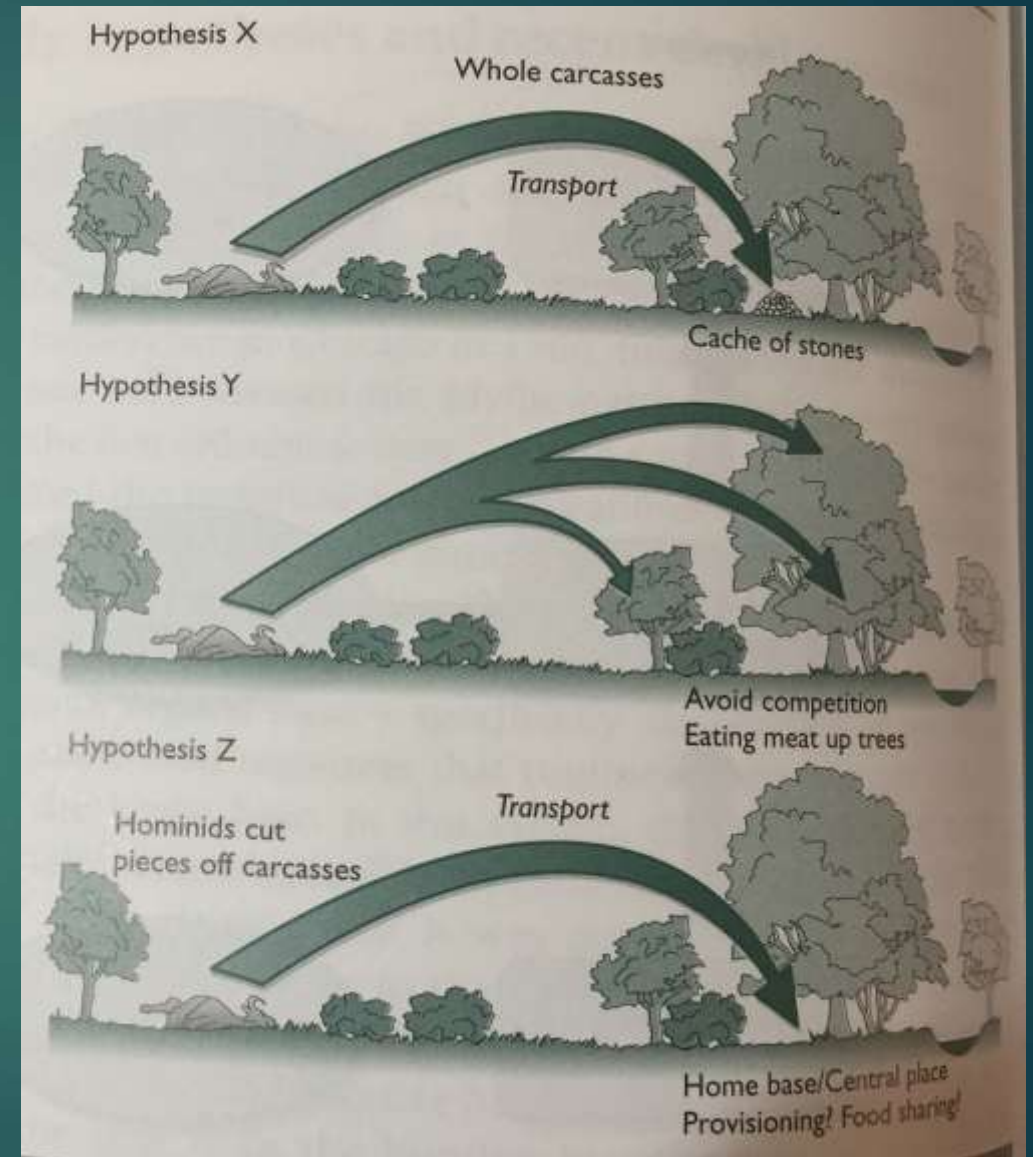 Hypothesis X
Whole carcasses
Transport
Cache of stones
Hypothesis Y
Avoid competition
Eating meat up trees
Hypothesis Z
Transport
Hominids cut
pieces off carcasses
Home base/Central place
Provisioning? Food sharing?